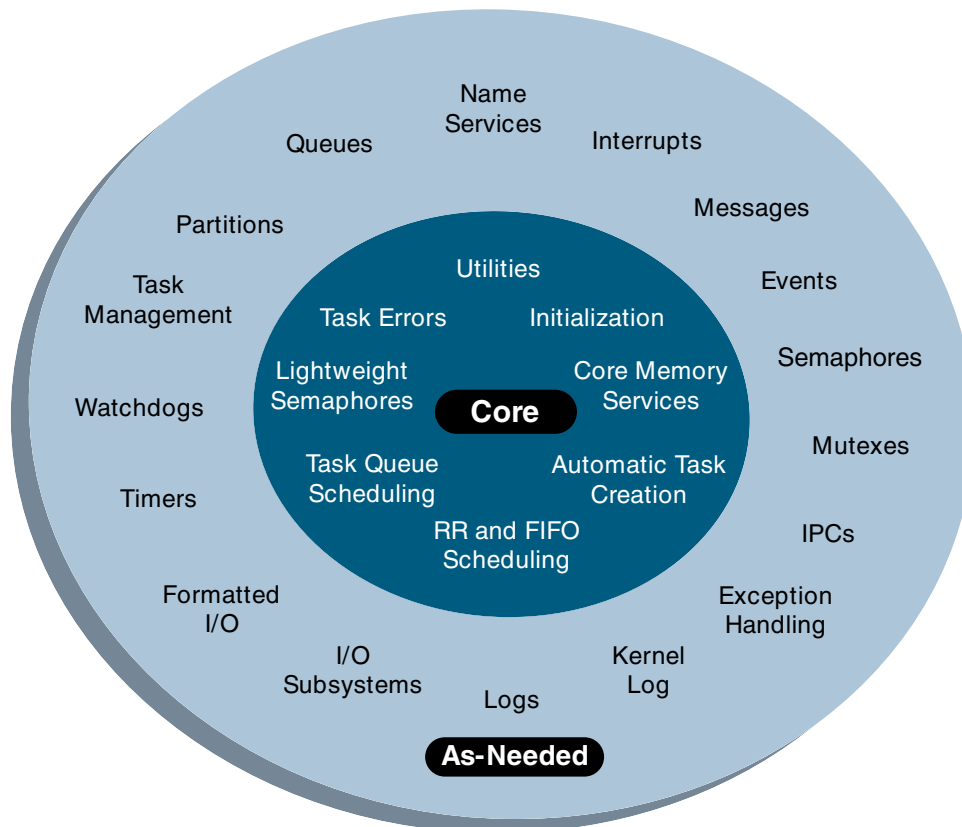 Name
Services
Queues
Interrupts
Messages
Partitions
Utilities
Task
Management
Events
Task Errors
Initialization
Semaphores
Lightweight
Semaphores
Core Memory
Services
Core
Watchdogs
Mutexes
Task Queue
Scheduling
Automatic Task
Creation
Timers
RR and FIFO
Scheduling
IPCs
Formatted
I/O
Exception
Handling
I/O
Subsystems
Kernel
Log
Logs
As-Needed